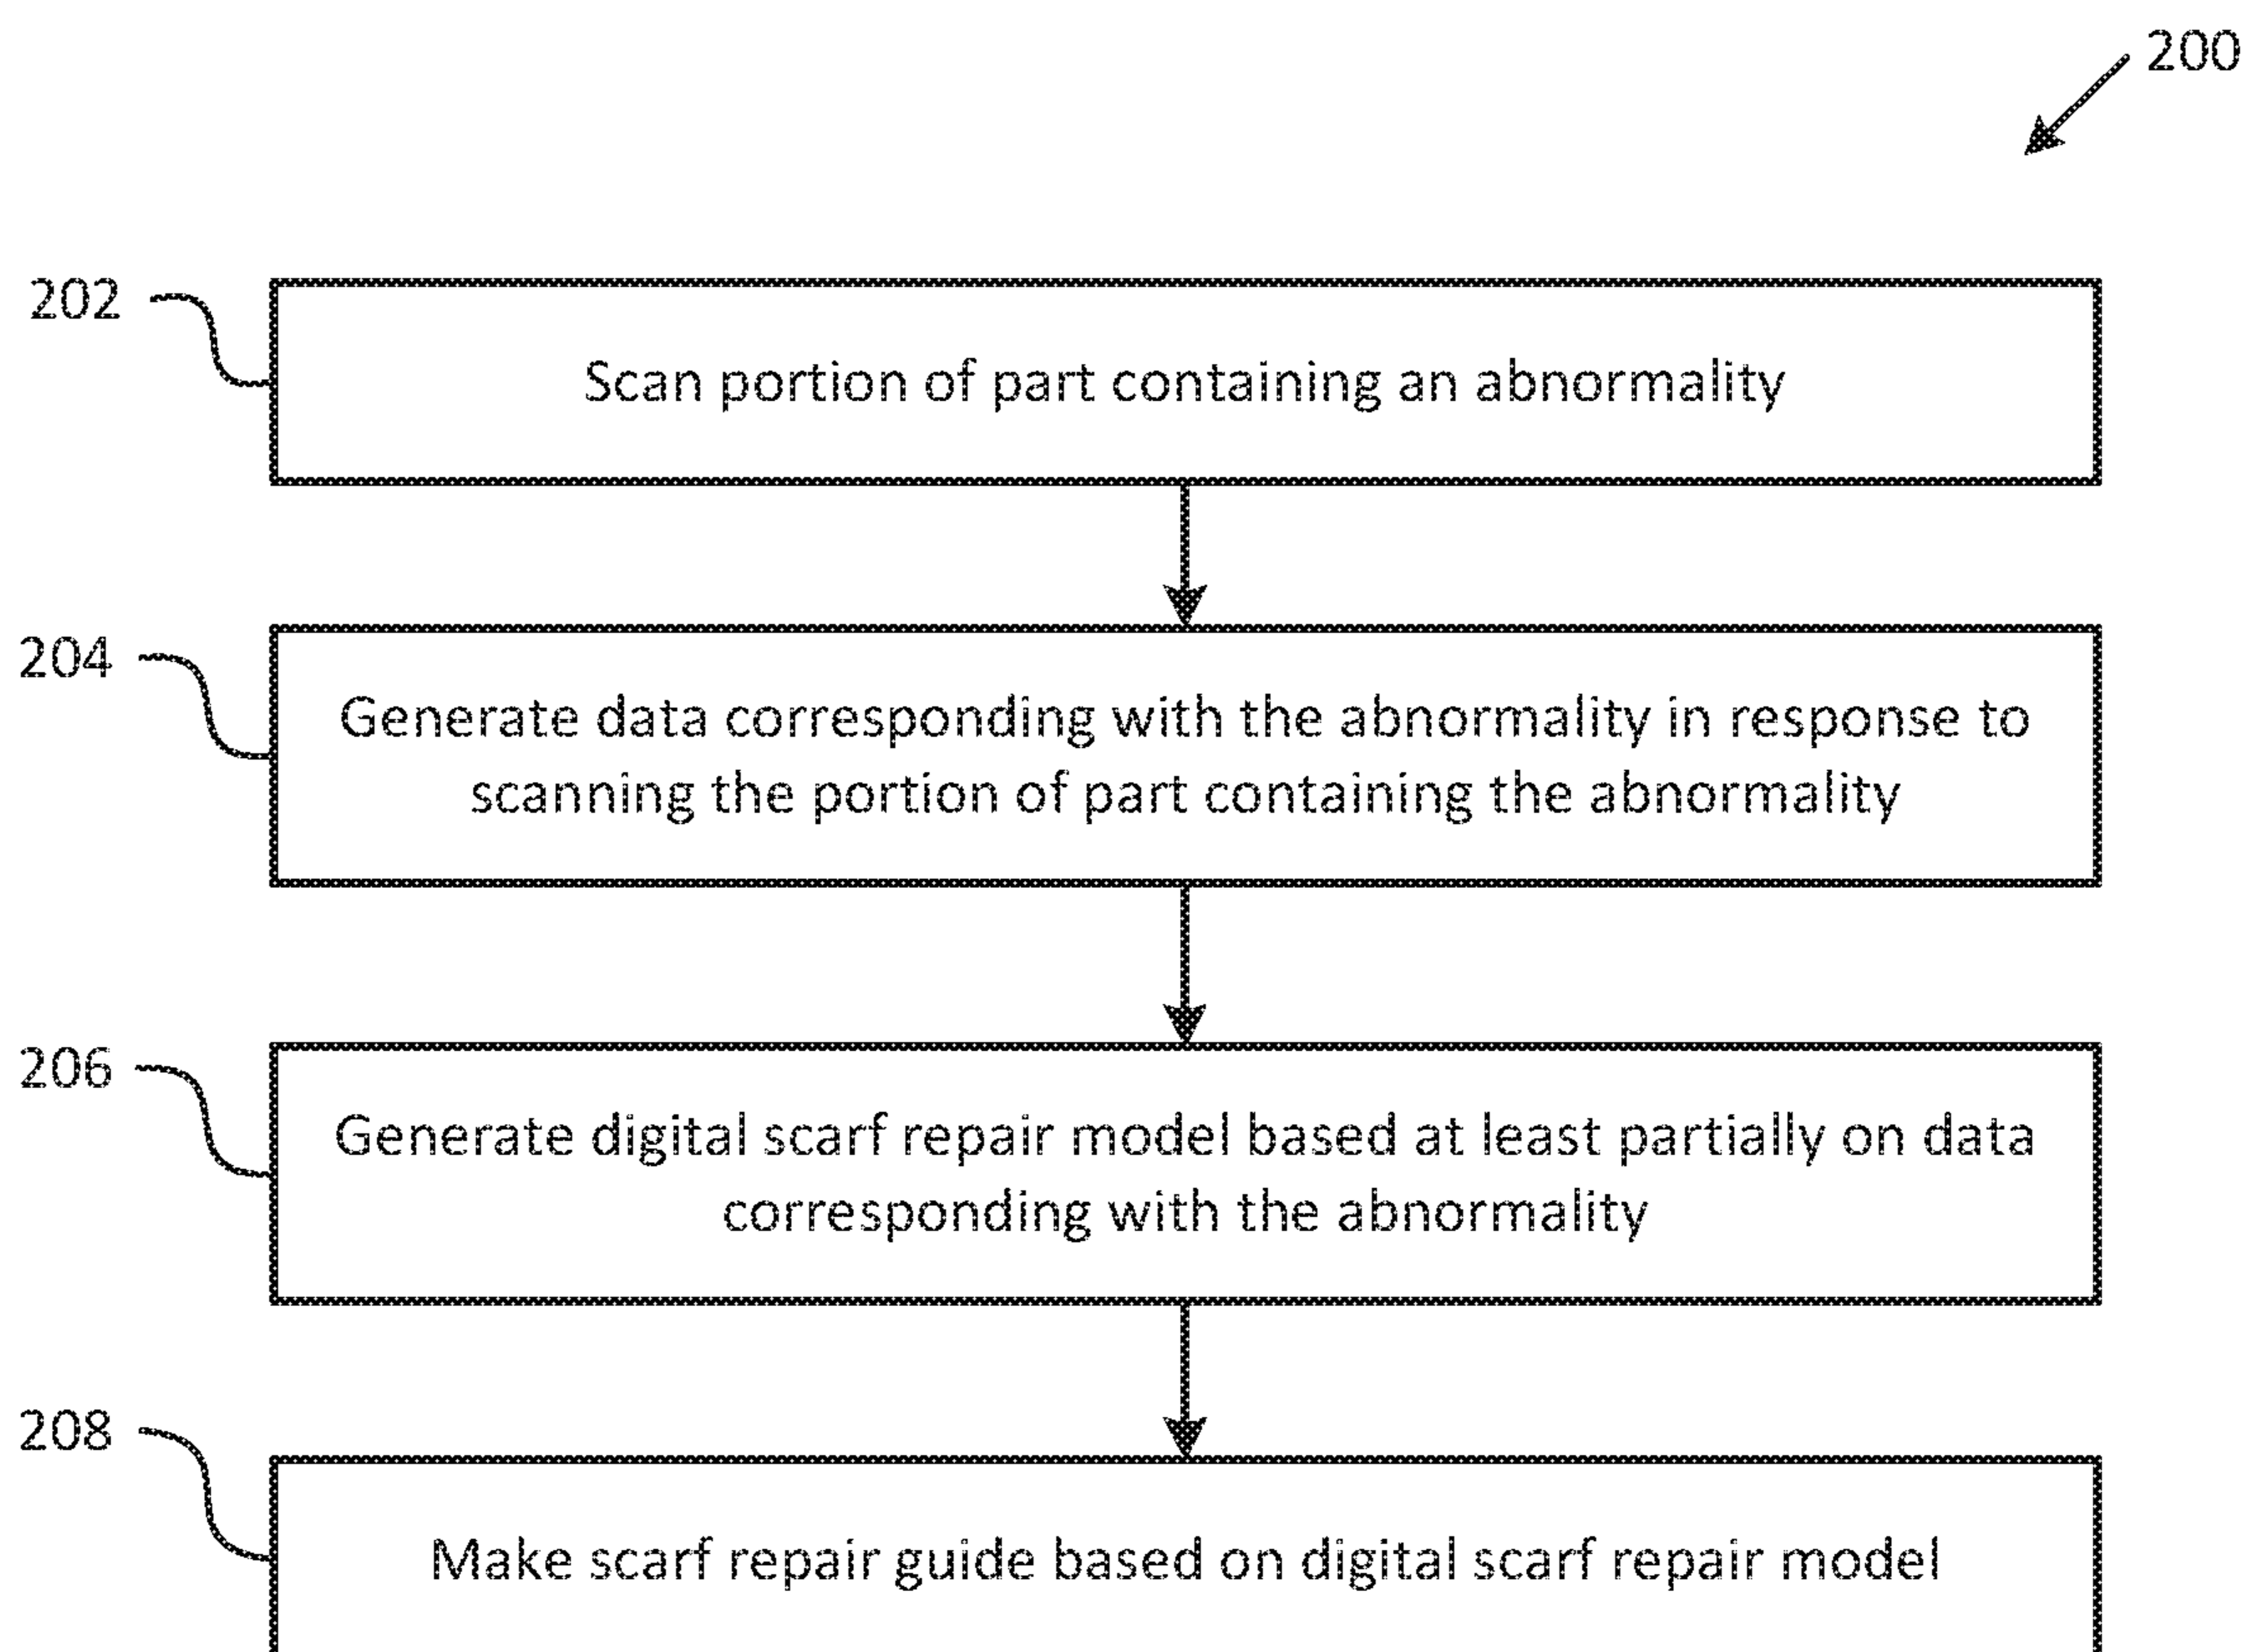 200
202
Scan portion of part containing an abnormality
204
Generate data corresponding with the abnormality in response to
scanning the portion of part containing the abnormality
206
Generate digital scarf repair model based at least partially on data
corresponding with the abnormality
208
Make scarf repair guide based on digital scarf repair model